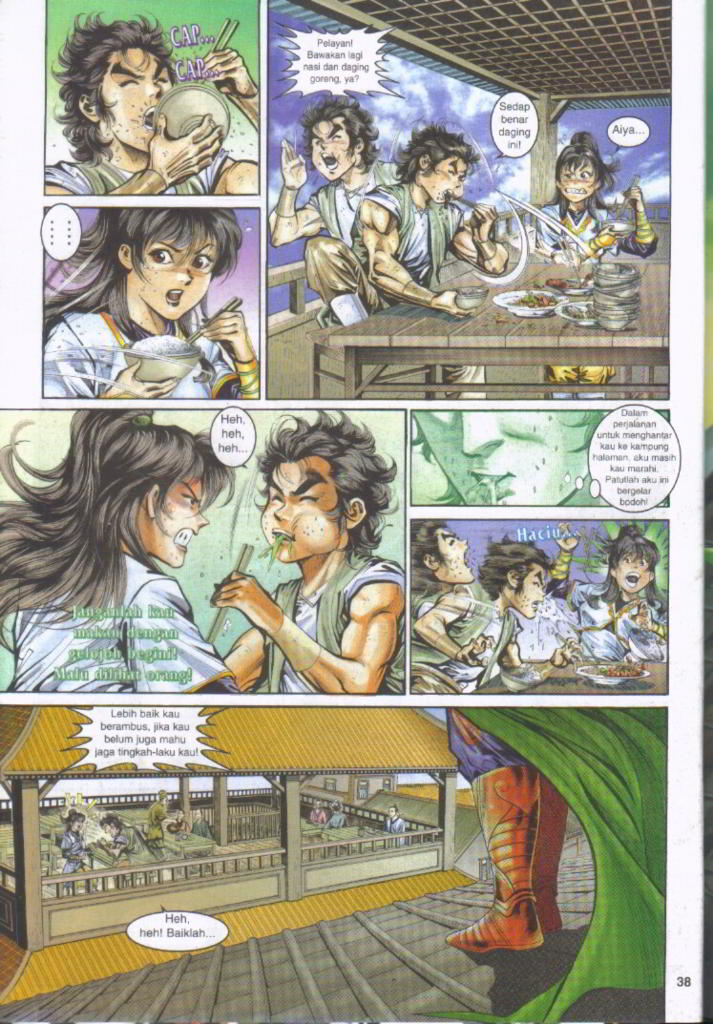 CAP...
CAP...
Pelayan!
Bawakan lagi
nasi dan daging
goreng, ya?
Sedap
benar
daging
ini!
Aiya...
...
...
Heh,
heh,
heh...
Janganlah kau
makan dengan
gelojoh begini!
Malu dilihat orang!
Dalam
perjalanan
untuk menghantar
kau ke kampung
halaman, aku masih
kau marahi.
Patutlah aku ini
bergelar
bodoh!
Haciu...
Lebih baik kau
berambus, jika kau
belum juga mahu
jaga tingkah-laku kau!
Heh,
heh! Baiklah...
38